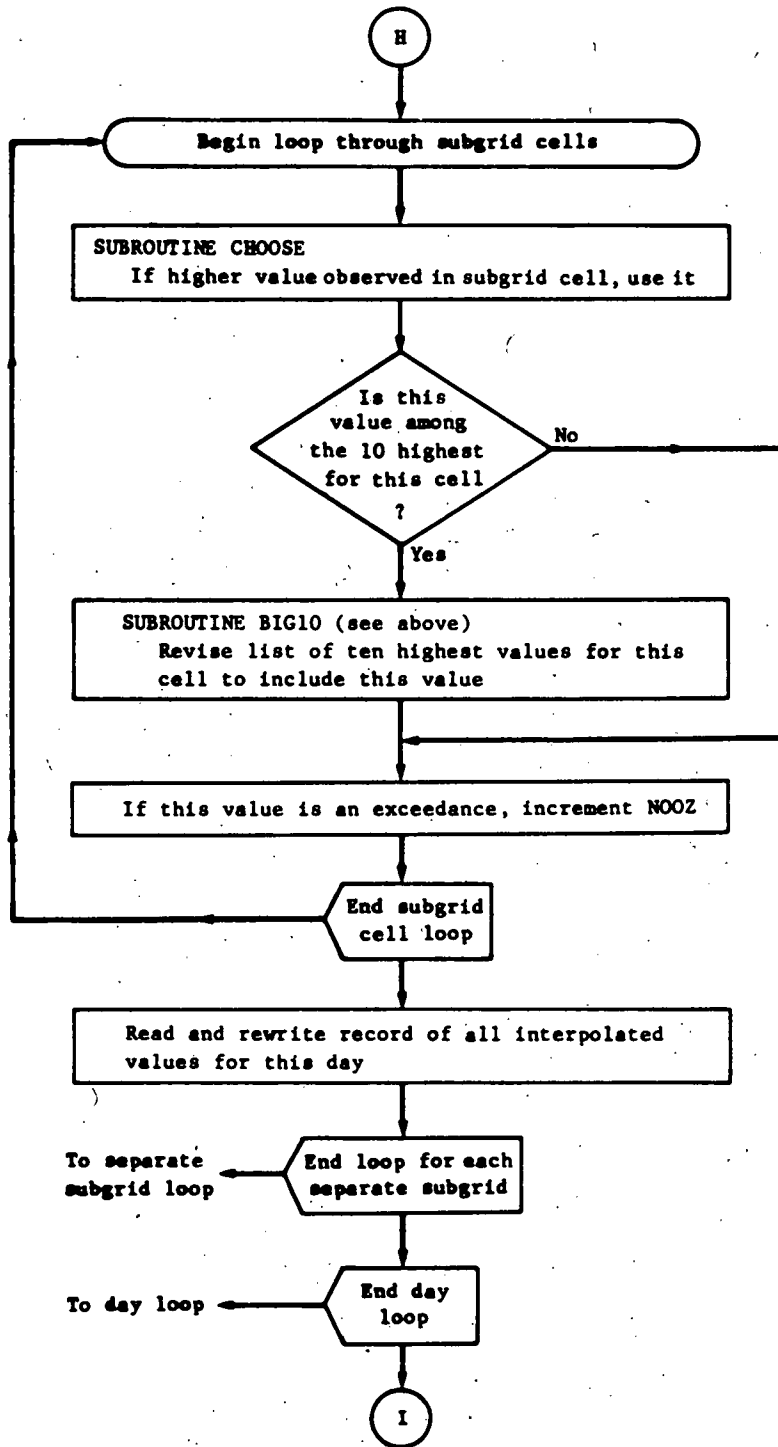 H
Begin loop through subgrid cells
SUBROUTINE CHOOSE
If higher value observed in subgrid cell, use it
Is this
value among
the 10 highest
for this cell
?
No
Yes
SUBROUTINE BIG10 (see above)
Revise list of ten highest values for this
cell to include this value
If this value is an exceedance, increment NOOZ
End subgrid
cell loop
Read and rewrite record of all interpolated
values for this day
To separate
subgrid loop
End loop for each
separate subgrid
To day loop
End day
loop
I